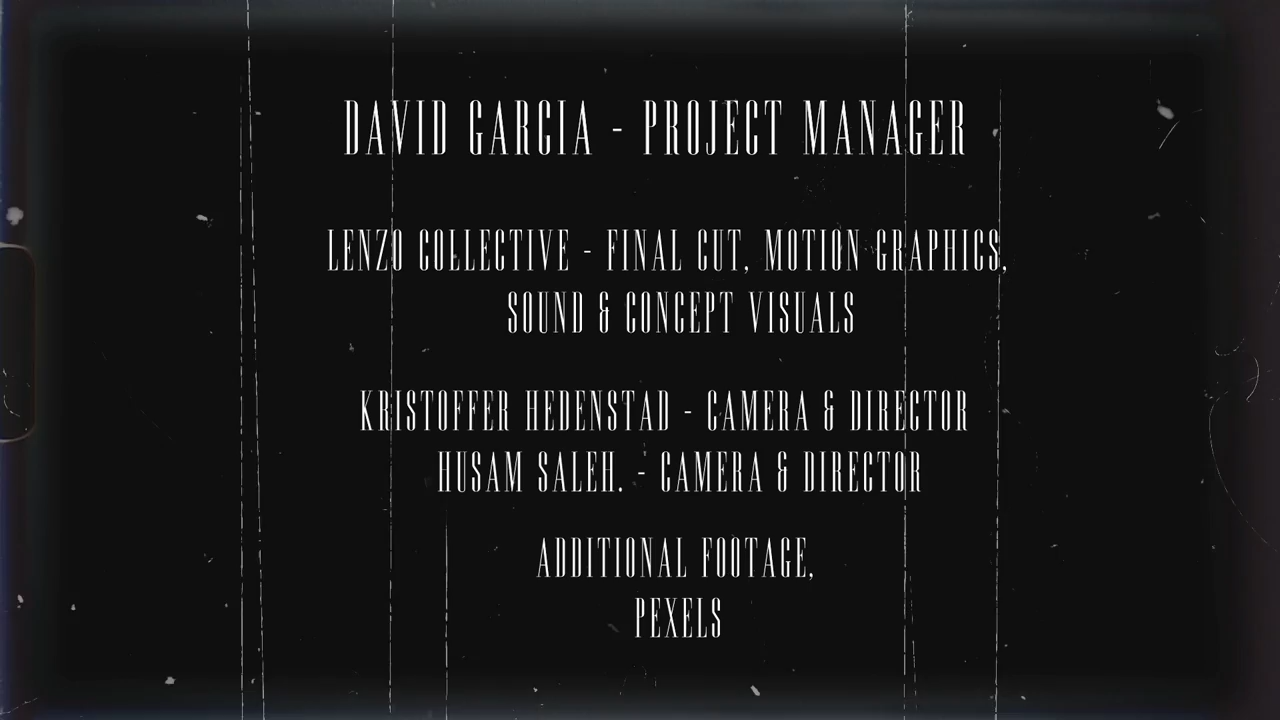 DAVID GARCIA - PROJECT MANAGER
LENZO COLLECTIVE - FINAL CUT, MOTION GRAPHICS,
SOUND & CONCEPT VISUALS
KRISTOFFER HEDENSTAD - CAMERA & DIRECTOR
HUSAM SALEH. - CAMERA & DIRECTOR
ADDITIONAL FOOTAGE,
PEXELS